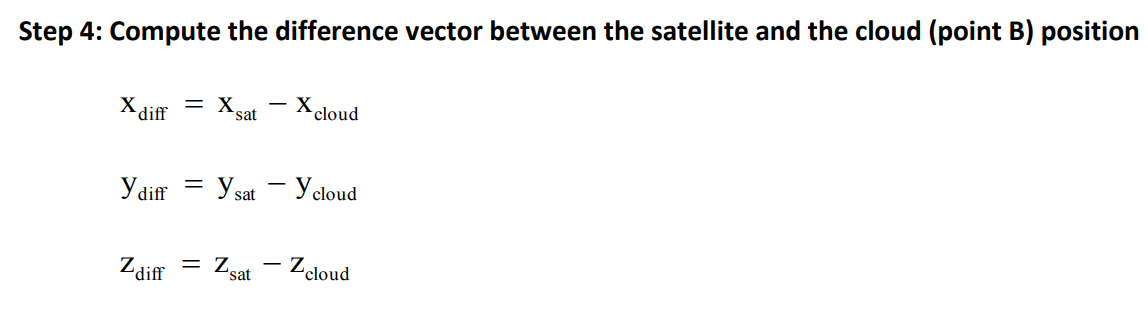 Step 4: Compute the difference vector between the satellite and the cloud (point B) position
x_diff = x_sat − x_cloud
y_diff = y_sat − y_cloud
z_diff = z_sat − z_cloud